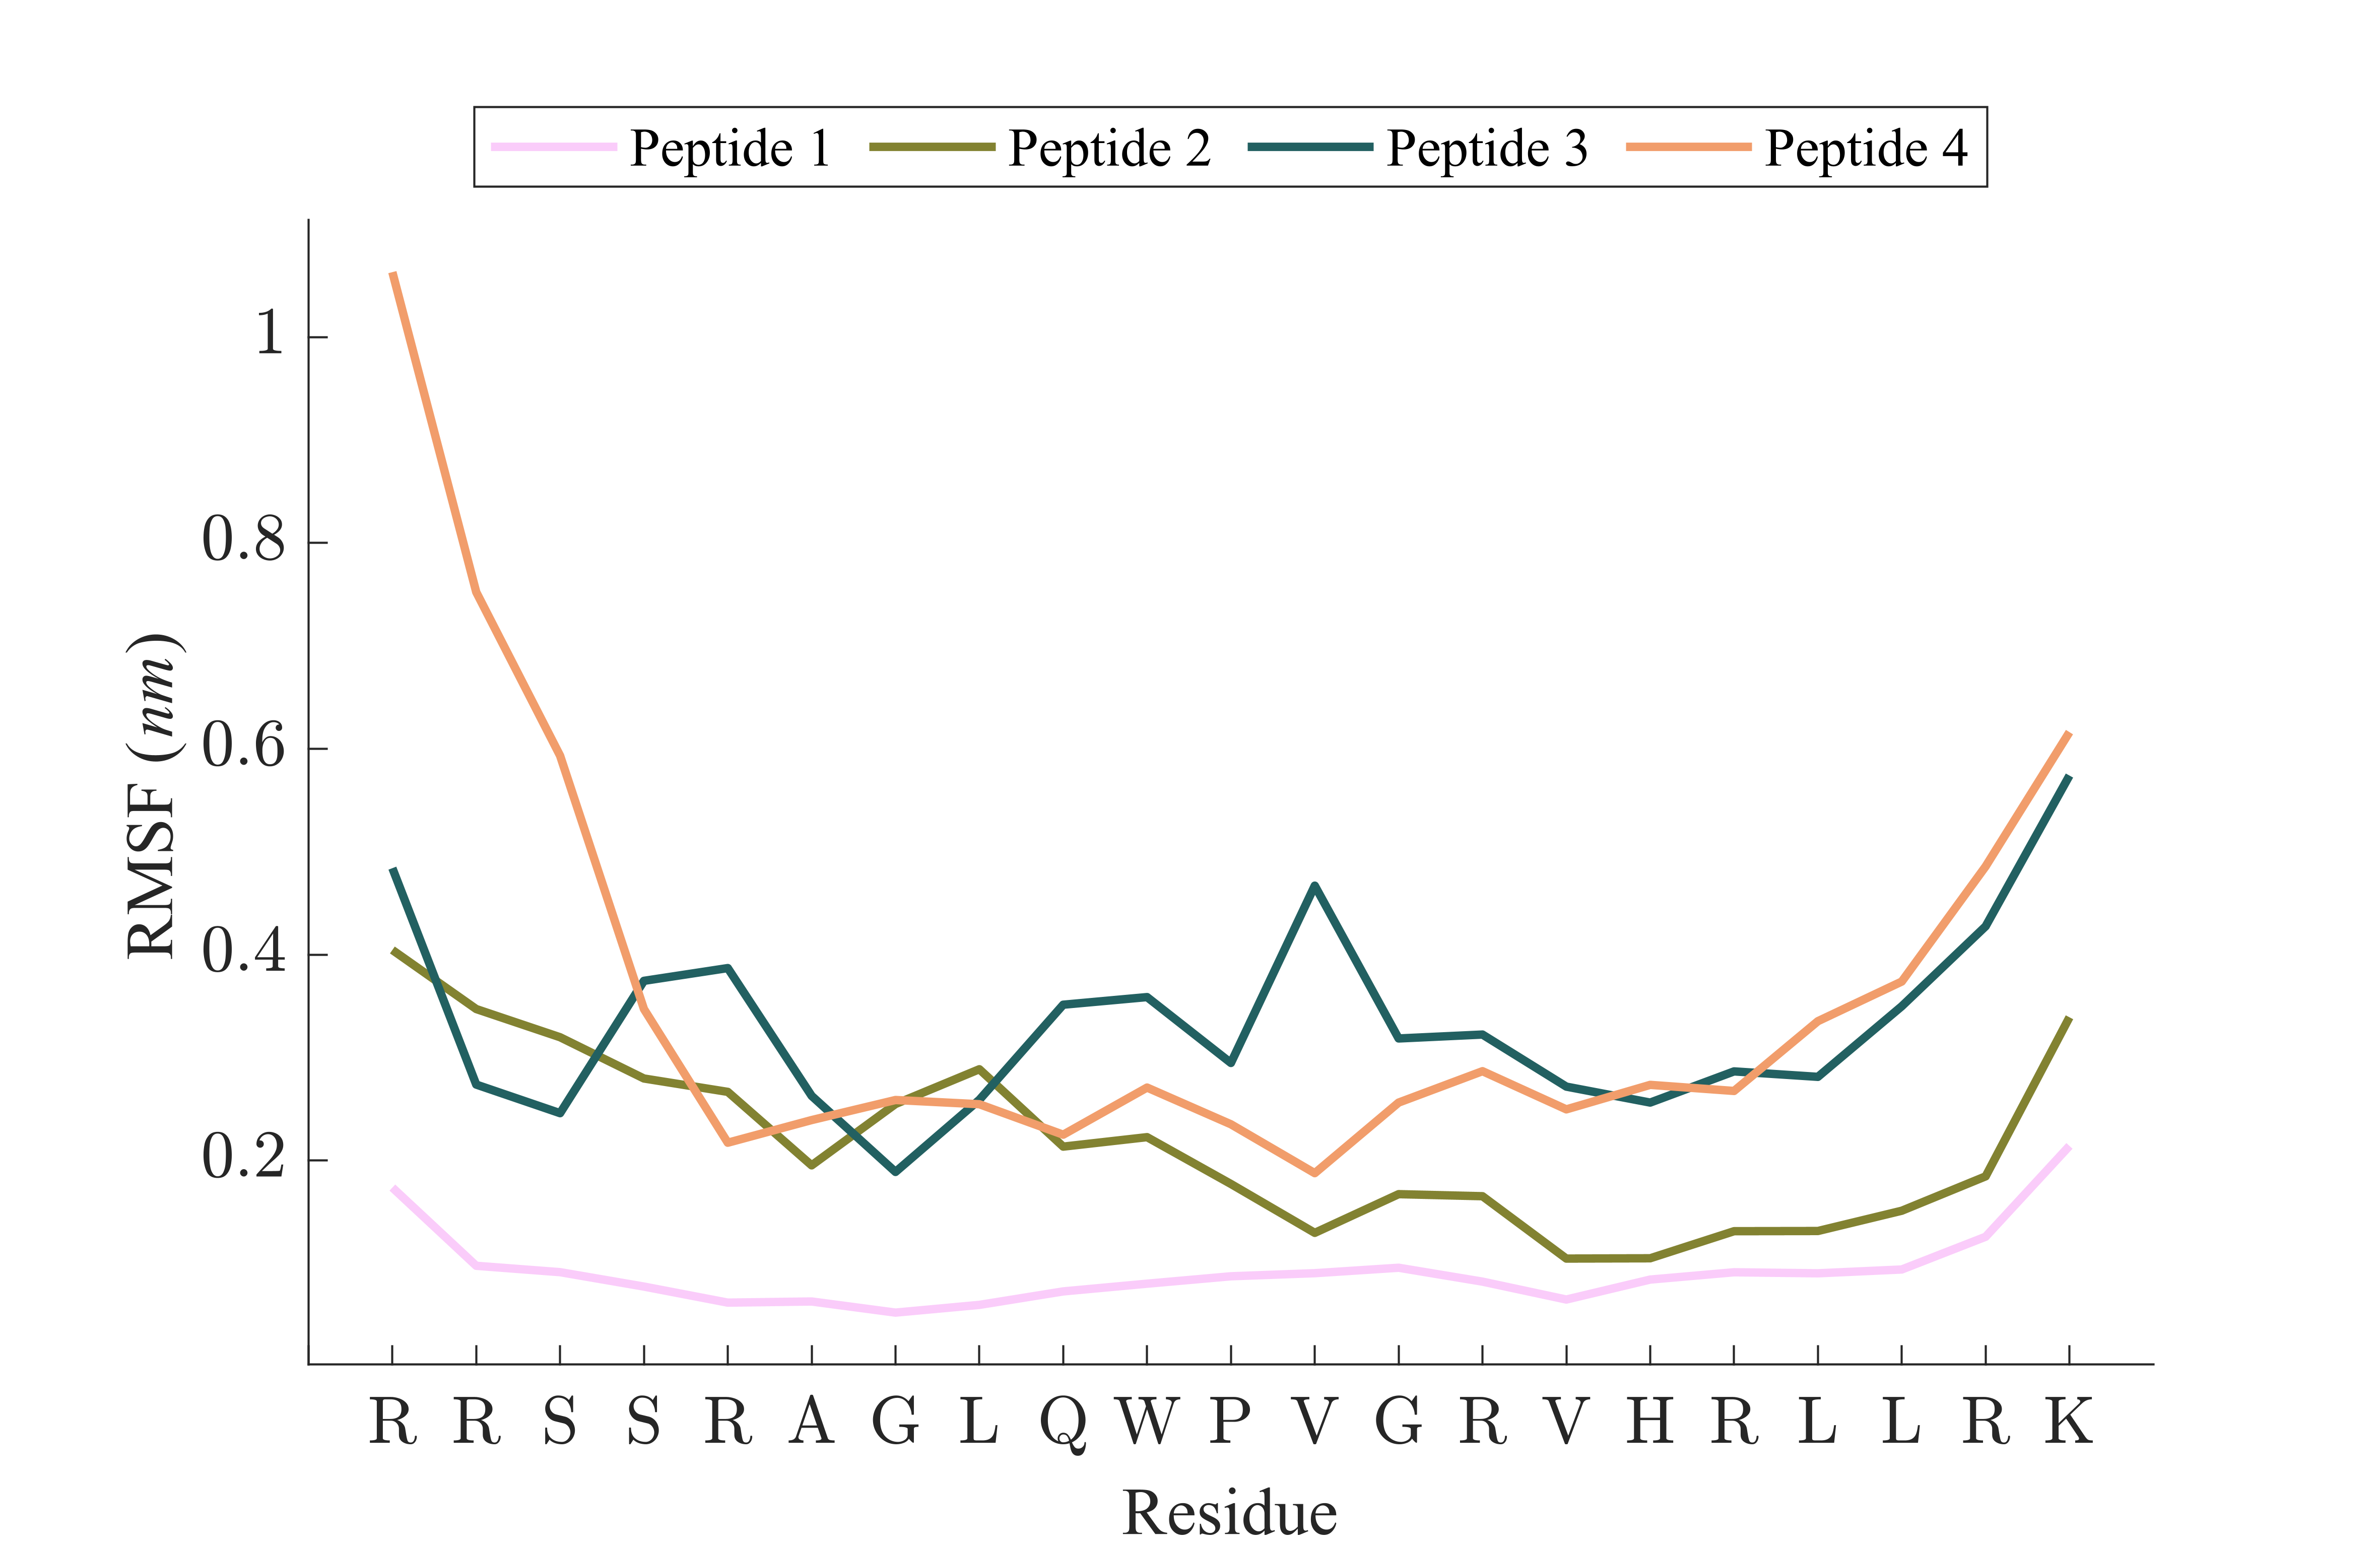 Peptide 1 Peptide 2 Peptide 3 Peptide 4
RMSF (nm)
1
0.8
0.6
0.4
0.2
R R S S R A G L Q W P V G R V H R L L R K
Residue